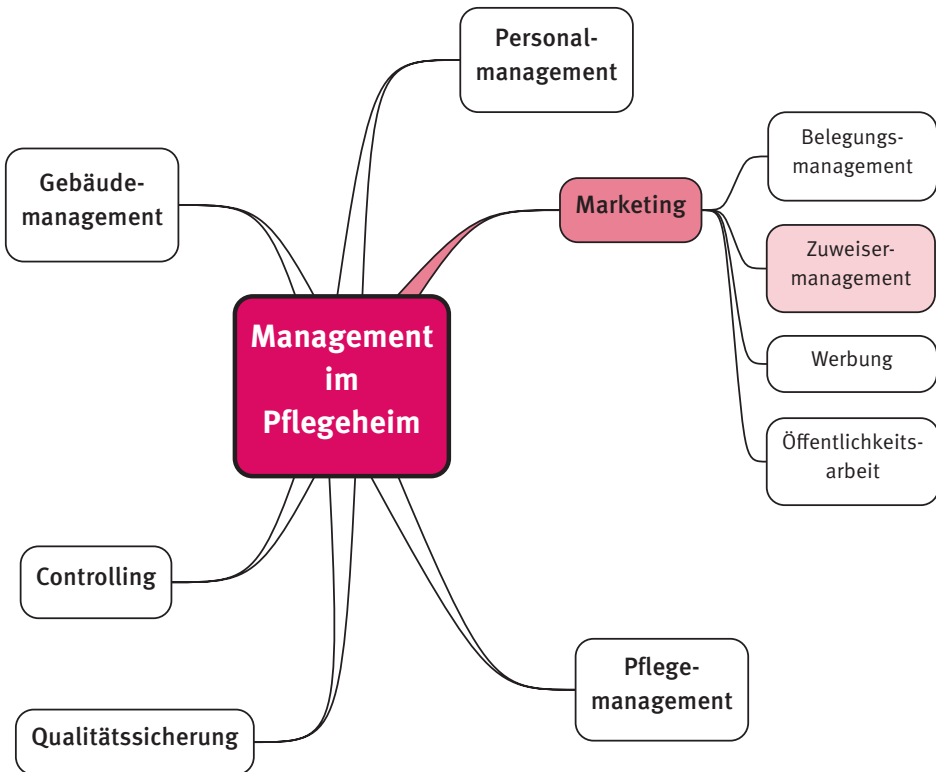 Personal-
management
Gebäude-
management
Marketing
Belegungs-
management
Zuweiser-
management
Werbung
Öffentlichkeits-
arbeit
Management
im
Pflegeheim
Controlling
Pflege-
management
Qualitätssicherung